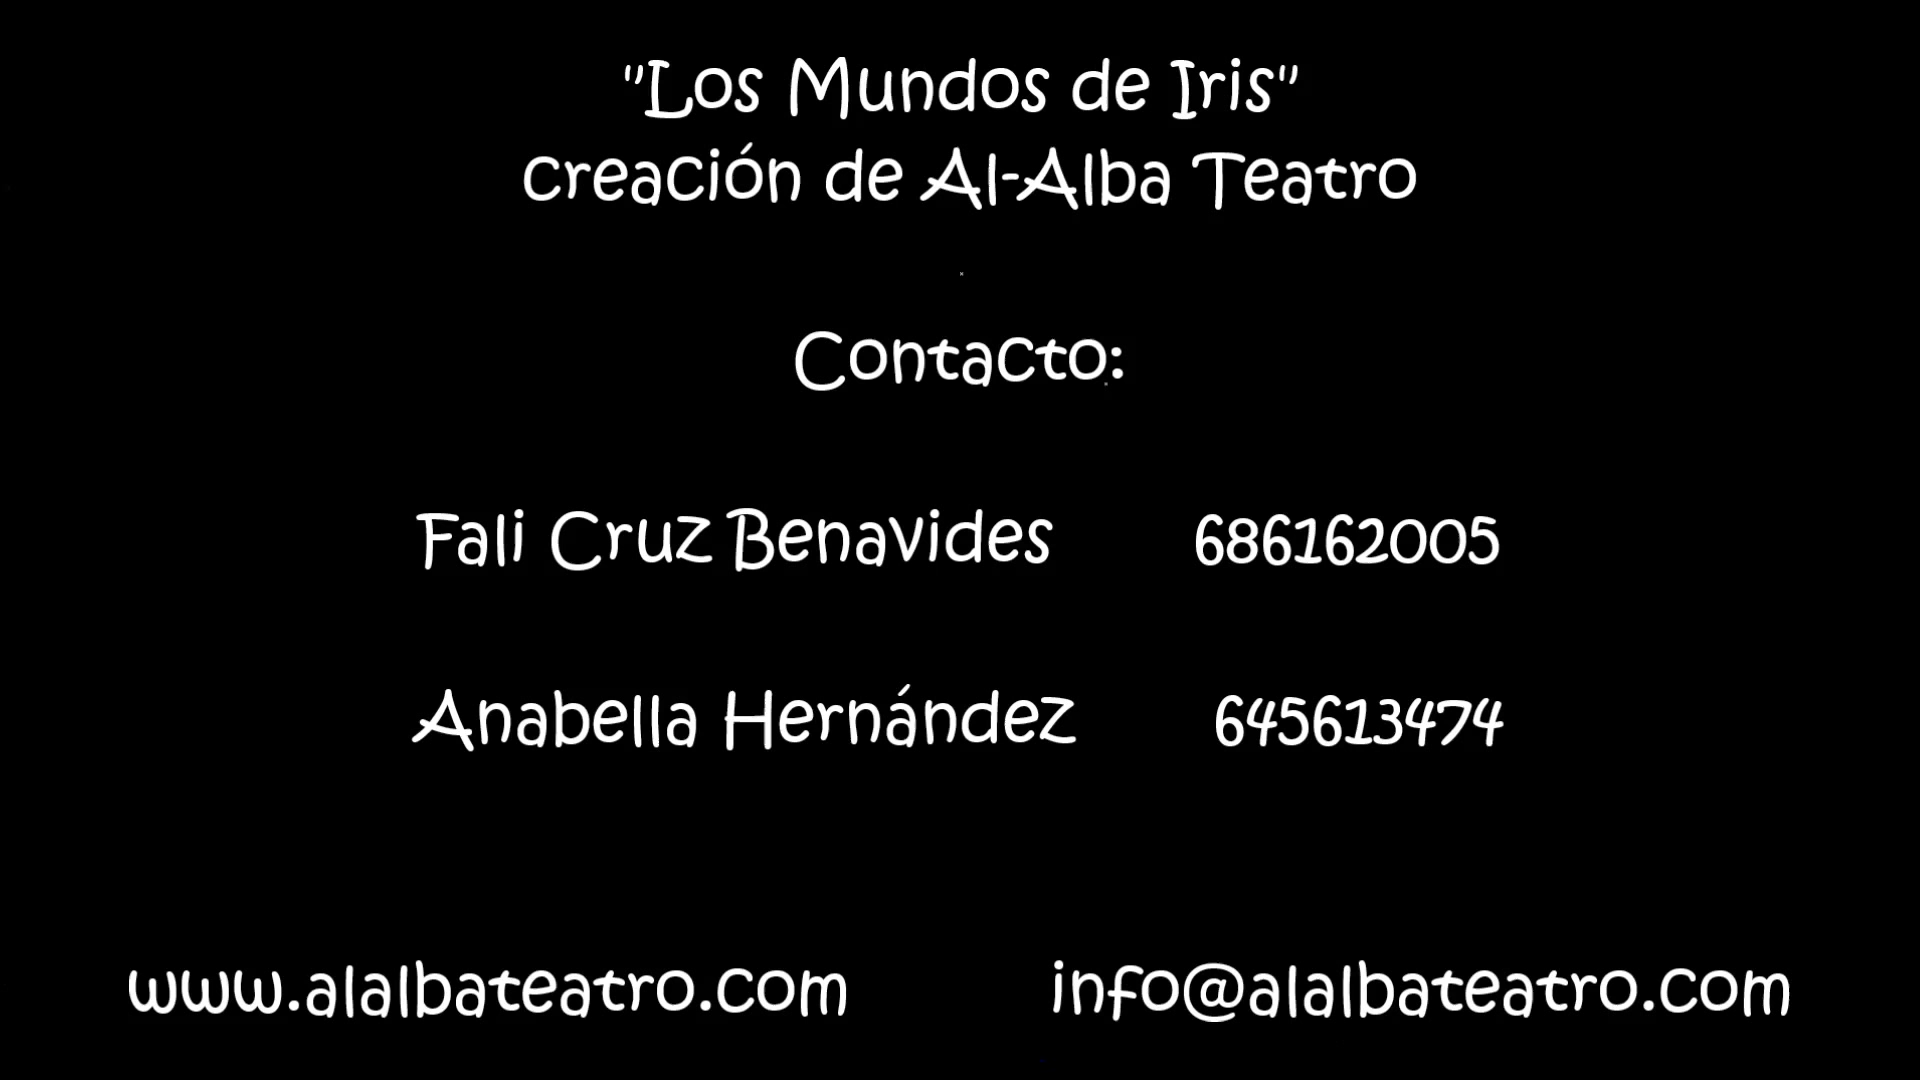 "Los Mundos de Iris"
creación de Al-Alba Teatro
Contacto:
Fali Cruz Benavides 686162005
Anabella Hernández 645613474
www.alalbateatro.com info@alalbateatro.com